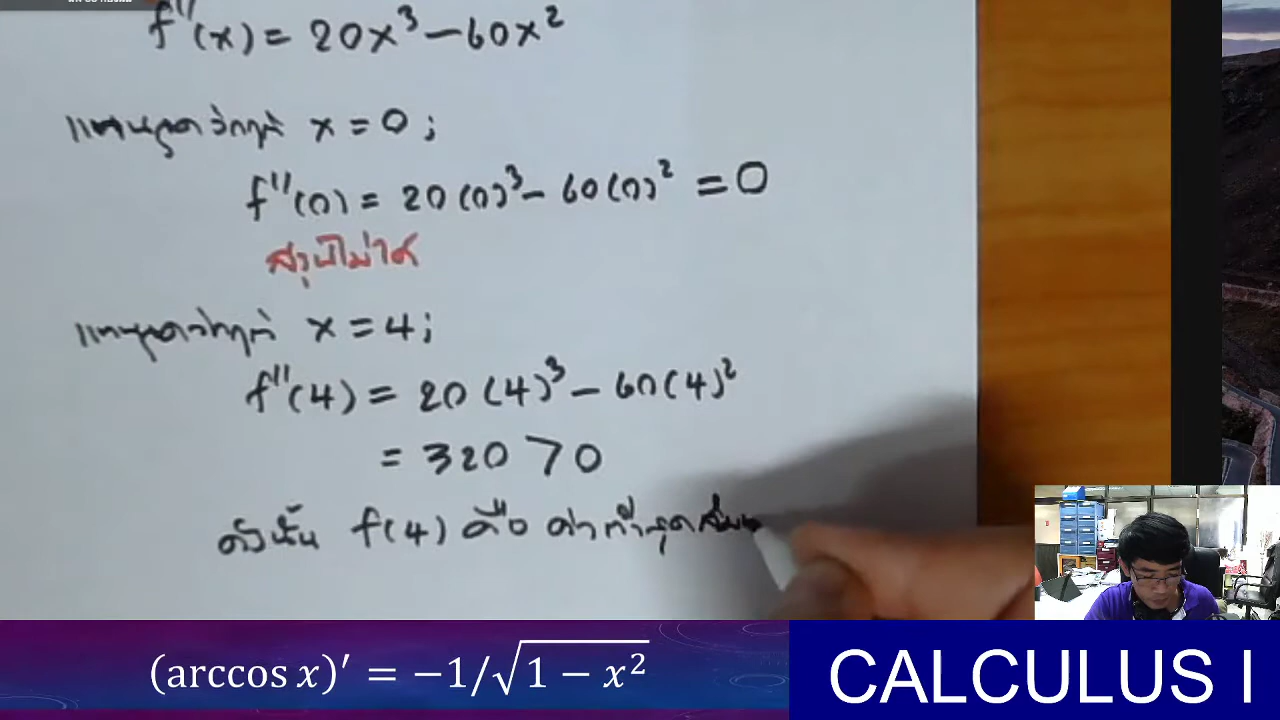 f''(x) = 20x³ − 60x²
แทนจุดวิกฤติ x = 0 ;
f''(0) = 20(0)³ − 60(0)² = 0
สรุปไม่ได้
แทนจุดวิกฤติ x = 4 ;
f''(4) = 20(4)³ − 60(4)²
= 320 > 0
ดังนั้น f(4) คือ ค่าต่ำสุดสัมพ
(arccos x)′ = −1/√(1 − x²)
CALCULUS I